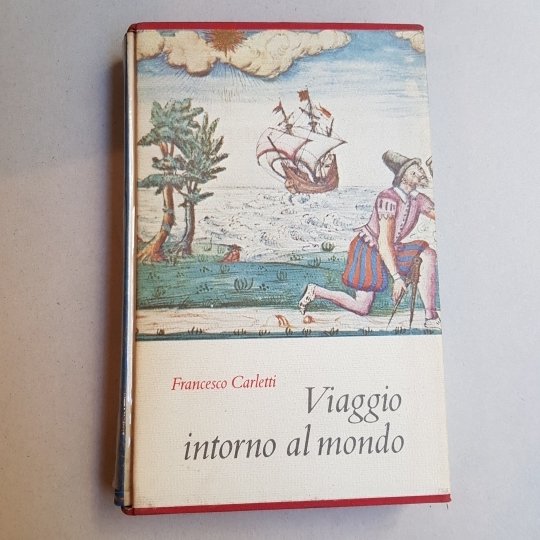 Francesco Carletti
Viaggio
intorno al mondo